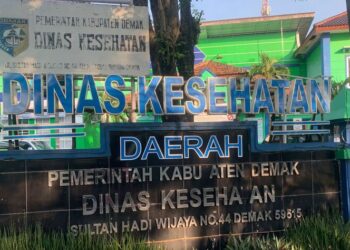 PEMERINTAH KABUPATEN DEMAK
DINAS KESEHATAN
DINAS KESEHATAN
DAERAH
PEMERINTAH KABU ATEN DEMAK
DINAS KESEHA AN
SULTAN HADI WIJAYA NO.44 DEMAK 59515